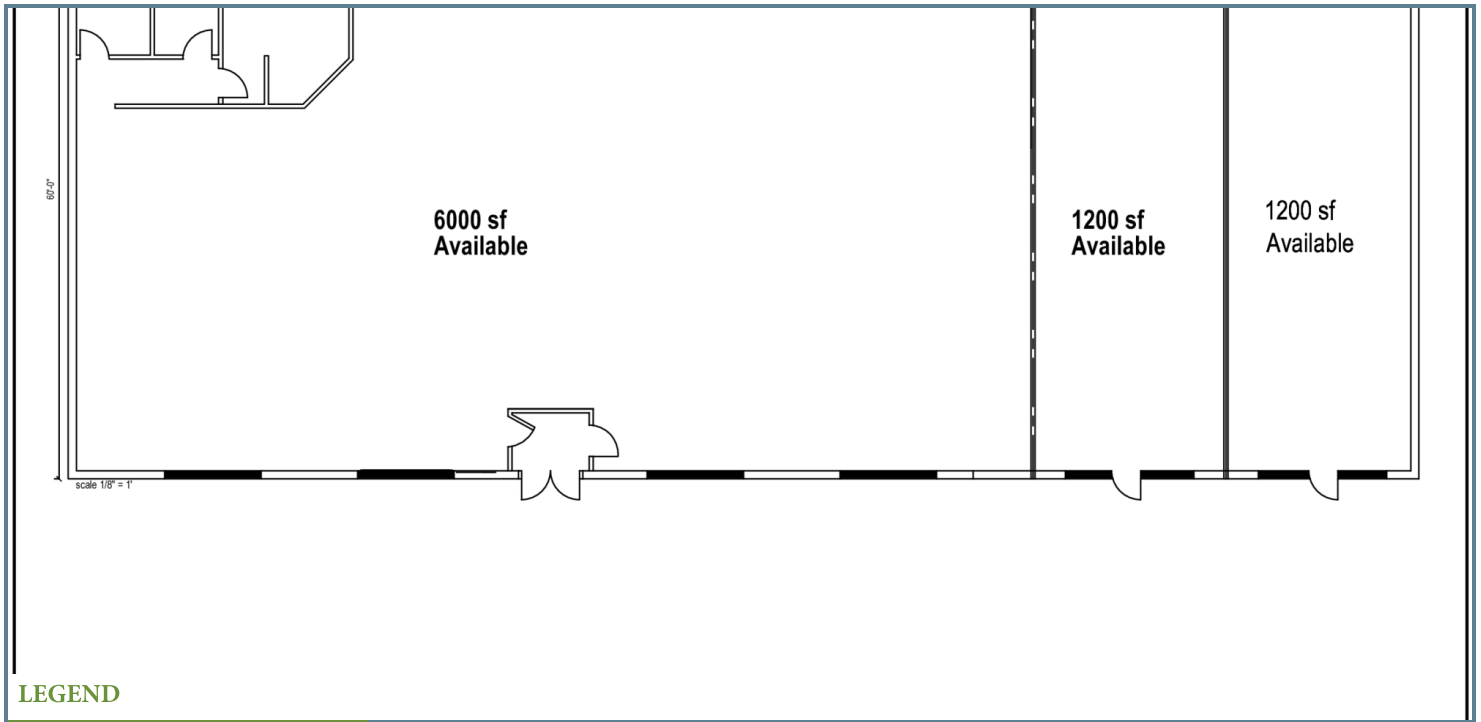 60'-0"
6000 sf
Available
1200 sf
Available
1200 sf
Available
scale 1/8" = 1'
LEGEND